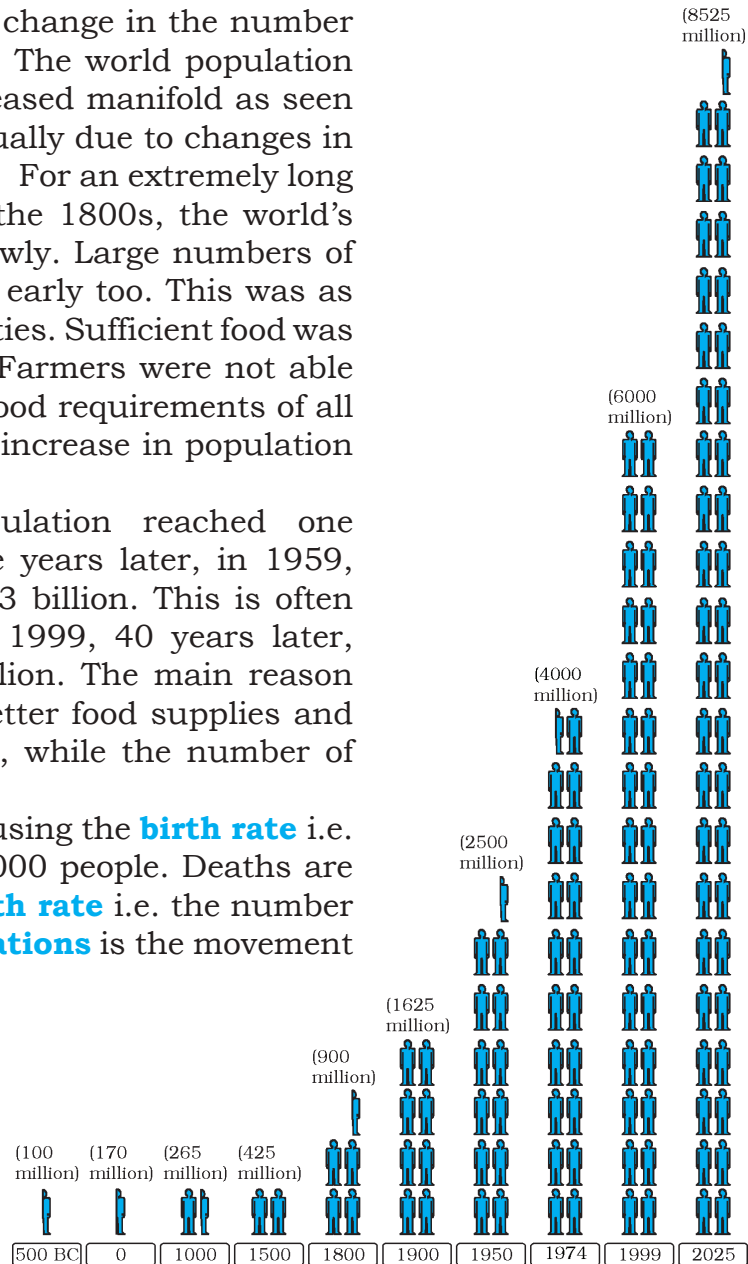 change in the number
The world population
eased manifold as seen
ually due to changes in
For an extremely long
the 1800s, the world's
wly. Large numbers of
early too. This was as
ties. Sufficient food was
Farmers were not able
ood requirements of all
increase in population
ulation reached one
e years later, in 1959,
3 billion. This is often
1999, 40 years later,
lion. The main reason
etter food supplies and
, while the number of
using the birth rate i.e.
000 people. Deaths are
th rate i.e. the number
ations is the movement
(100
million)
(170
million)
(265
million)
(425
million)
(900
million)
(1625
million)
(2500
million)
(4000
million)
(6000
million)
(8525
million)
500 BC
0
1000
1500
1800
1900
1950
1974
1999
2025